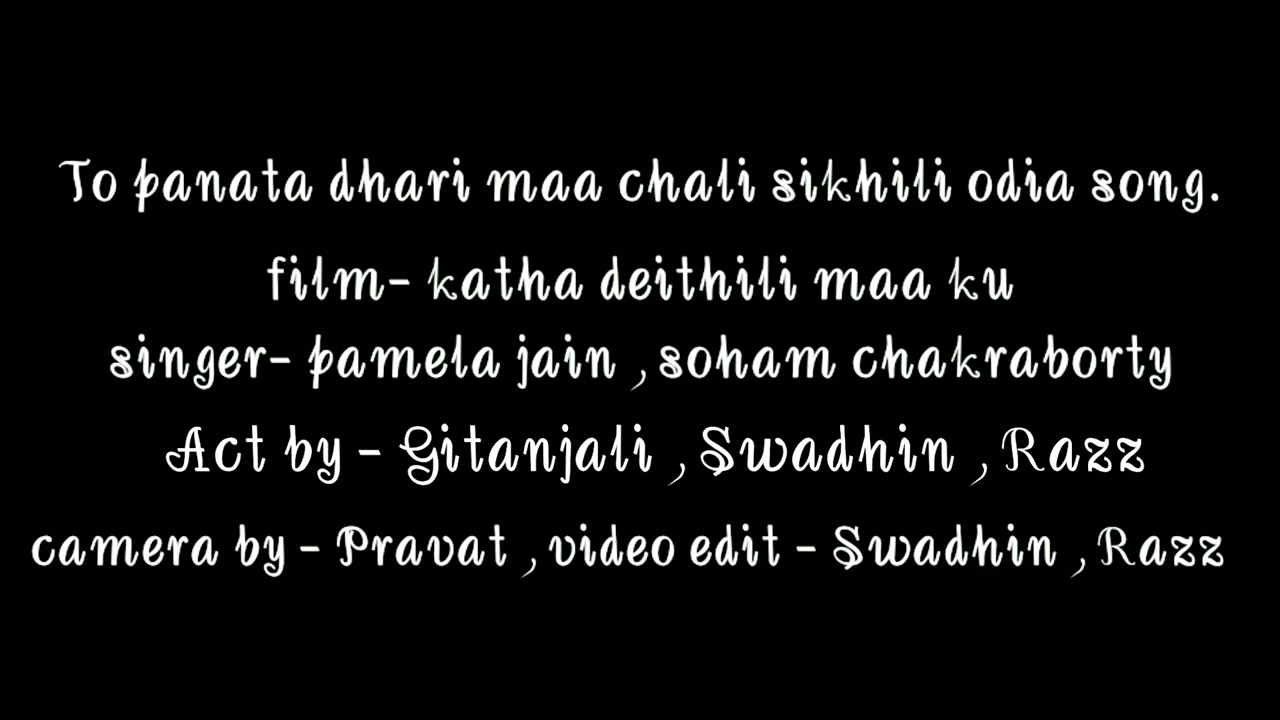 To panata dhari maa chali sikhili odia song.
film- katha deithili maa ku
singer- pamela jain , soham chakraborty
Act by - Gitanjali , Swadhin , Razz
camera by - Pravat , video edit - Swadhin , Razz